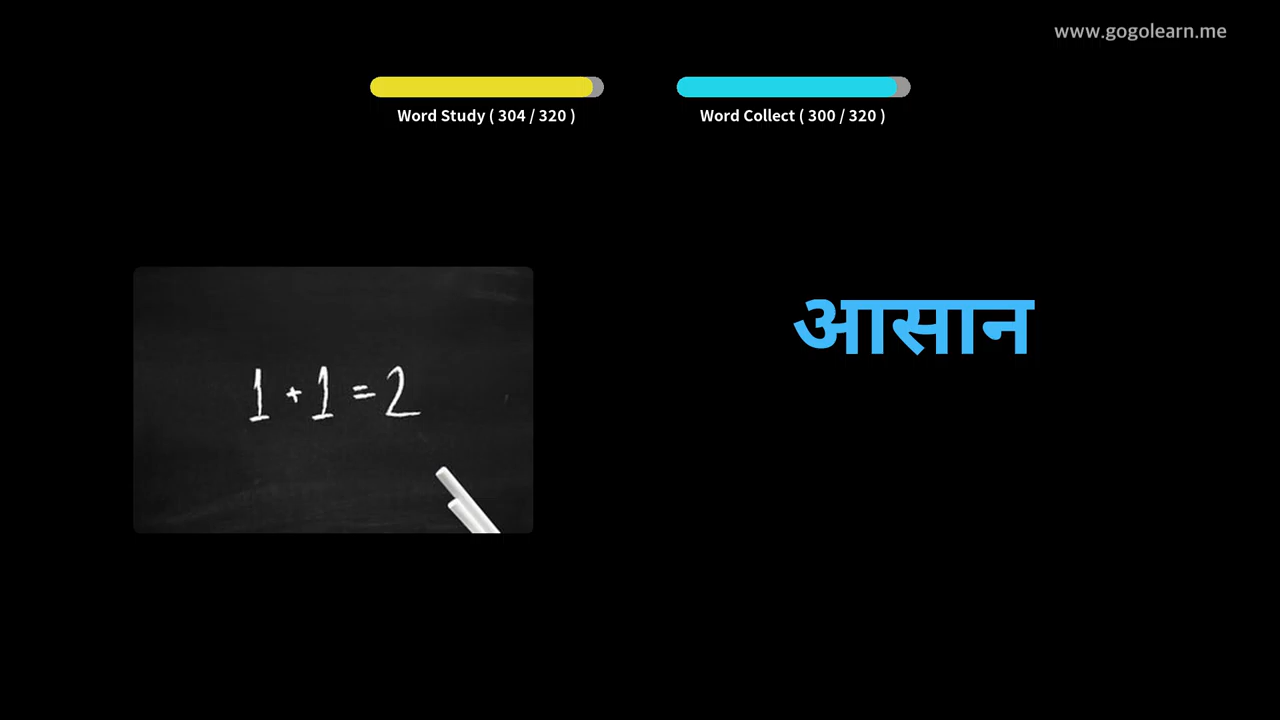 www.gogolearn.me
Word Study ( 304 / 320 )
Word Collect ( 300 / 320 )
1 + 1 = 2
आसान